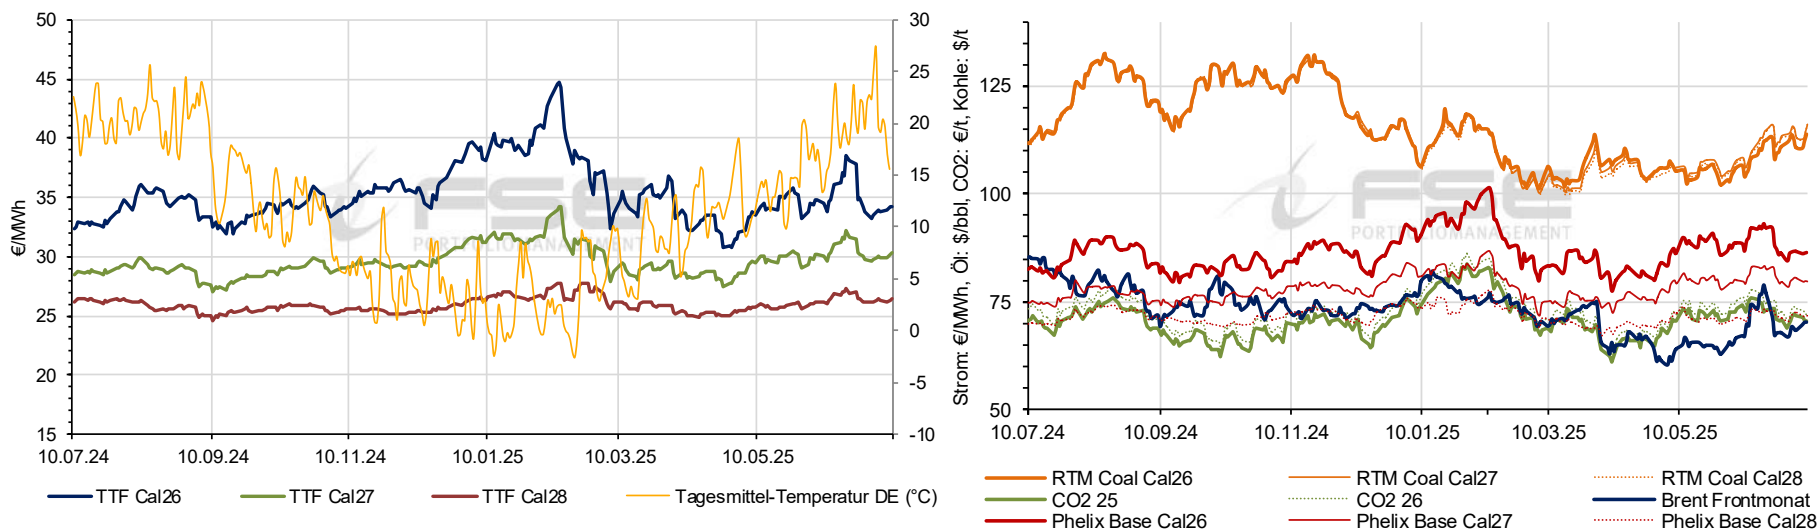 50
45
40
35
30
25
20
15
€/MWh
30
25
20
15
10
5
0
-5
-10
FSE
PORTFOLIOMANAGEMENT
10.07.24 10.09.24 10.11.24 10.01.25 10.03.25 10.05.25
TTF Cal26 TTF Cal27 TTF Cal28 Tagesmittel-Temperatur DE (°C)
Strom: €/MWh, Öl: $/bbl, CO2: €/t, Kohle: $/t
125
100
75
50
FSE
PORTFOLIOMANAGEMENT
10.07.24 10.09.24 10.11.24 10.01.25 10.03.25 10.05.25
RTM Coal Cal26 RTM Coal Cal27 RTM Coal Cal28
CO2 25 CO2 26 Brent Frontmonat
Phelix Base Cal26 Phelix Base Cal27 Phelix Base Cal28